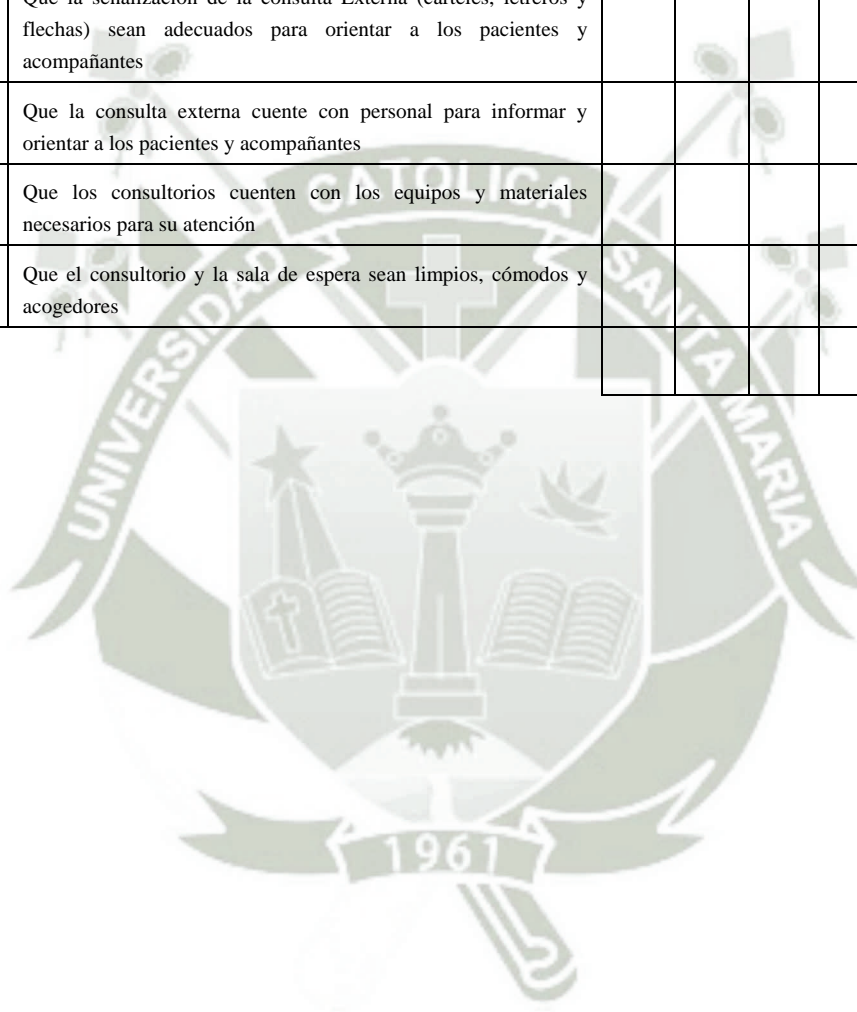 Que la señalización de la consulta Externa (carteles, letreros y
flechas) sean adecuados para orientar a los pacientes y
acompañantes
Que la consulta externa cuente con personal para informar y
orientar a los pacientes y acompañantes
Que los consultorios cuenten con los equipos y materiales
necesarios para su atención
Que el consultorio y la sala de espera sean limpios, cómodos y
acogedores
UNIVERSIDAD CATOLICA SANTA MARIA
1961